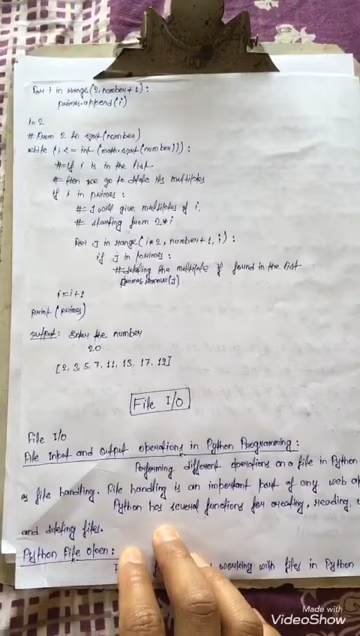 for i in range(2, number+1):
primes.append(i)
i=2
# from 2 to sqrt(number)
while (i <= int (math.sqrt(number))):
# if i is in the list
# then we go to delete its multiples
if i in primes:
# J will give multiples of i,
# starting from 2*i
for J in range(i*2, number+1, i):
if J in primes:
# deleting the multiple if found in the list
primes.remove(J)
i=i+1
print(primes)
output: Enter the number
20
[2, 3, 5, 7, 11, 13, 17, 19]
File I/O
File I/O
File Input and output operations in Python Programming:
Performing different operations on a file in Python
as file handling. File handling is an important part of any web
Python has several functions for creating, reading,
and deleting files.
Python File open:
working with files in Python
Made with
VideoShow